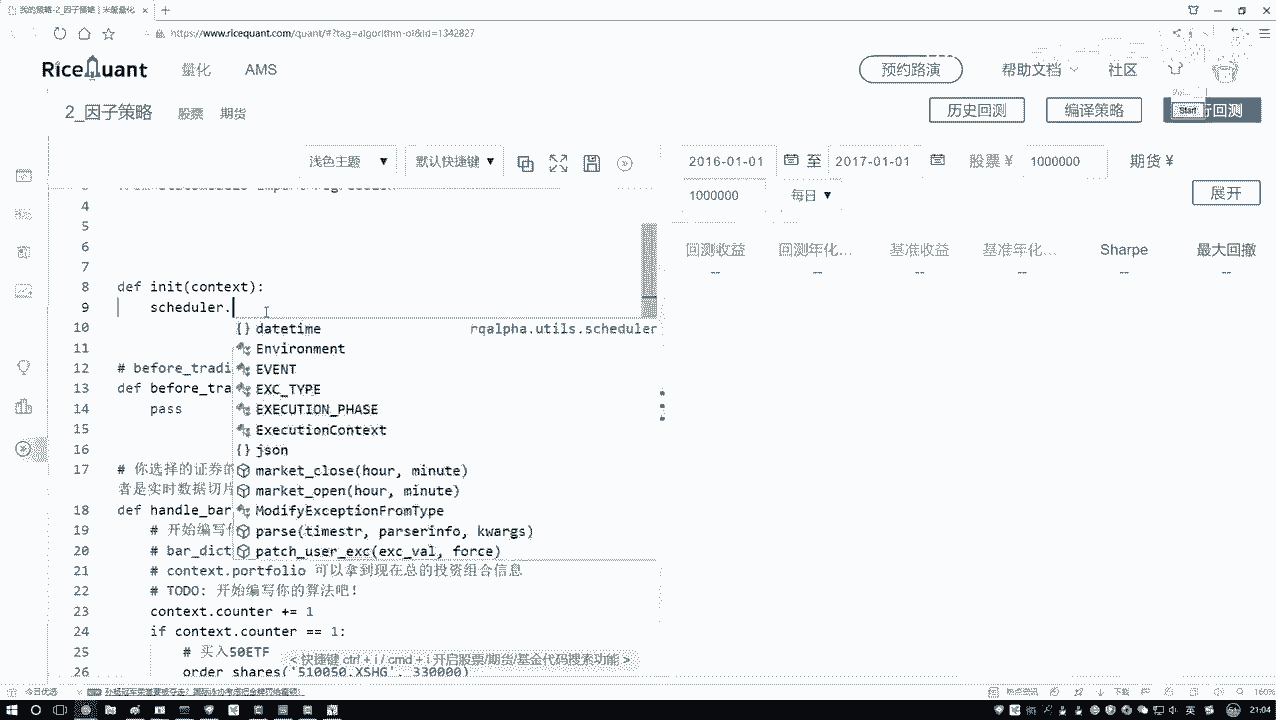 我的策略-2_因子策略 | 米筐量化
https://www.ricequant.com/quant/#?tag=algorithm-of&id=1342827
RiceQuant 量化 AMS 预约路演 帮助文档 社区
2_因子策略 股票 期货 历史回测 编译策略 行回测
Start
浅色主题 默认快捷键 2016-01-01 至 2017-01-01 股票 ¥ 1000000 期货 ¥
1000000 每日 展开
回测收益 回测年化... 基准收益 基准年化... Sharpe 最大回撤
-- -- -- -- -- --
4
5
6
7
8 def init(context):
9 scheduler.
10 datetime rqalpha.utils.scheduler
11 Environment
12 # before_tradi EVENT
13 def before_tra EXC_TYPE
14 pass EXECUTION_PHASE
15 ExecutionContext
16 json
17 # 你选择的证券的 market_close(hour, minute)
者是实时数据切片 market_open(hour, minute)
18 def handle_bar ModifyExceptionFromType
19 # 开始编写 parse(timestr, parserinfo, kwargs)
20 # bar_dict patch_user_exc(exc_val, force)
21 # context.portfolio 可以拿到现在总的投资组合信息
22 # TODO: 开始编写你的算法吧!
23 context.counter += 1
24 if context.counter == 1:
25 # 买入50ETF
< 快捷键 ctrl + i / cmd + i 开启股票/期货/基金代码搜索功能 >
26 order_shares('510050.XSHG', 330000)
今日优选 热点资讯 下载 160%
英 21:04